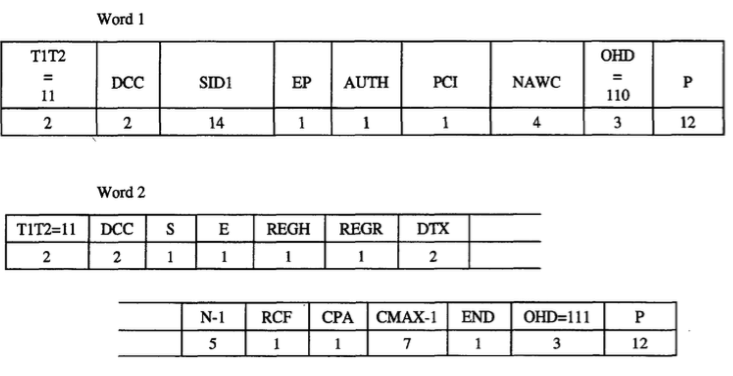 Word 1
T1T2 = 11 DCC SID1 EP AUTH PCI NAWC OHD = 110 P
2 2 14 1 1 1 4 3 12
Word 2
T1T2=11 DCC S E REGH REGR DTX
2 2 1 1 1 1 2
N-1 RCF CPA CMAX-1 END OHD=111 P
5 1 1 7 1 3 12